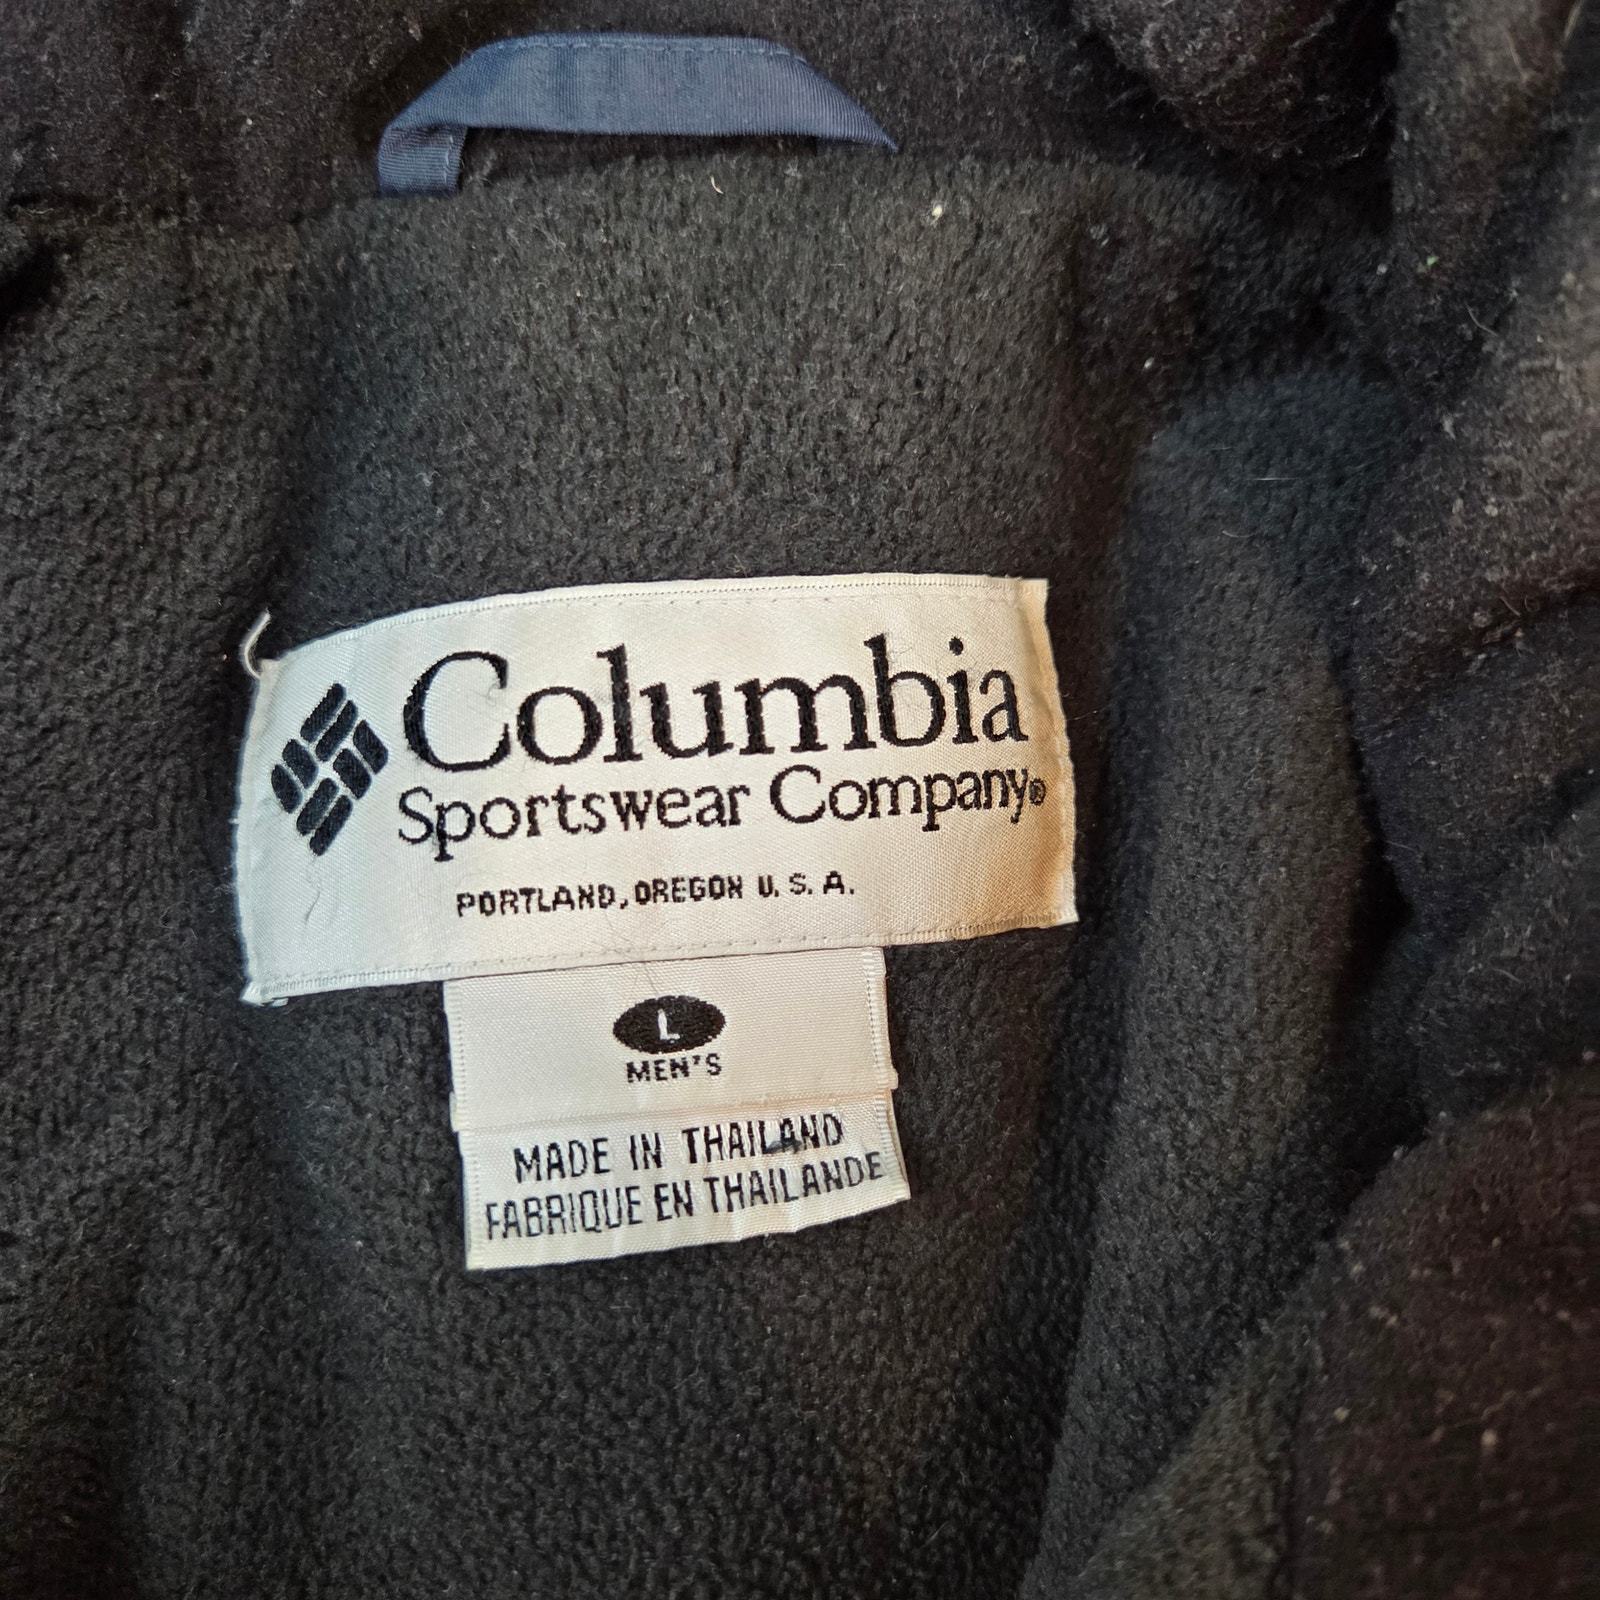 Columbia
Sportswear Company®
PORTLAND, OREGON U.S.A.
L
MEN'S
MADE IN THAILAND
FABRIQUE EN THAILANDE